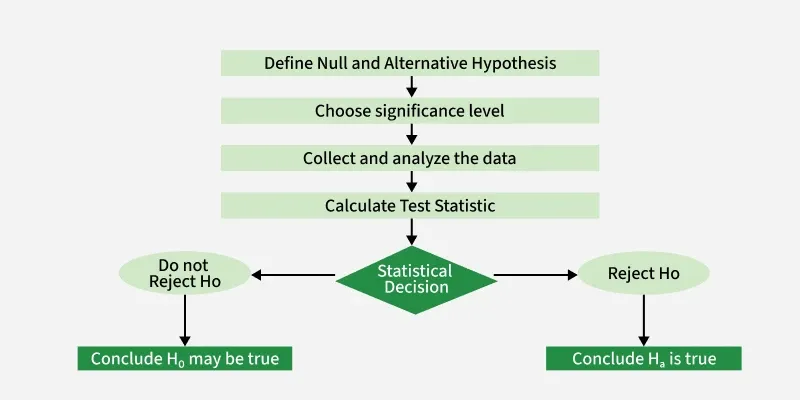 Define Null and Alternative Hypothesis
Choose significance level
Collect and analyze the data
Calculate Test Statistic
Statistical
Decision
Do not
Reject Ho
Reject Ho
Conclude H₀ may be true
Conclude Hₐ is true